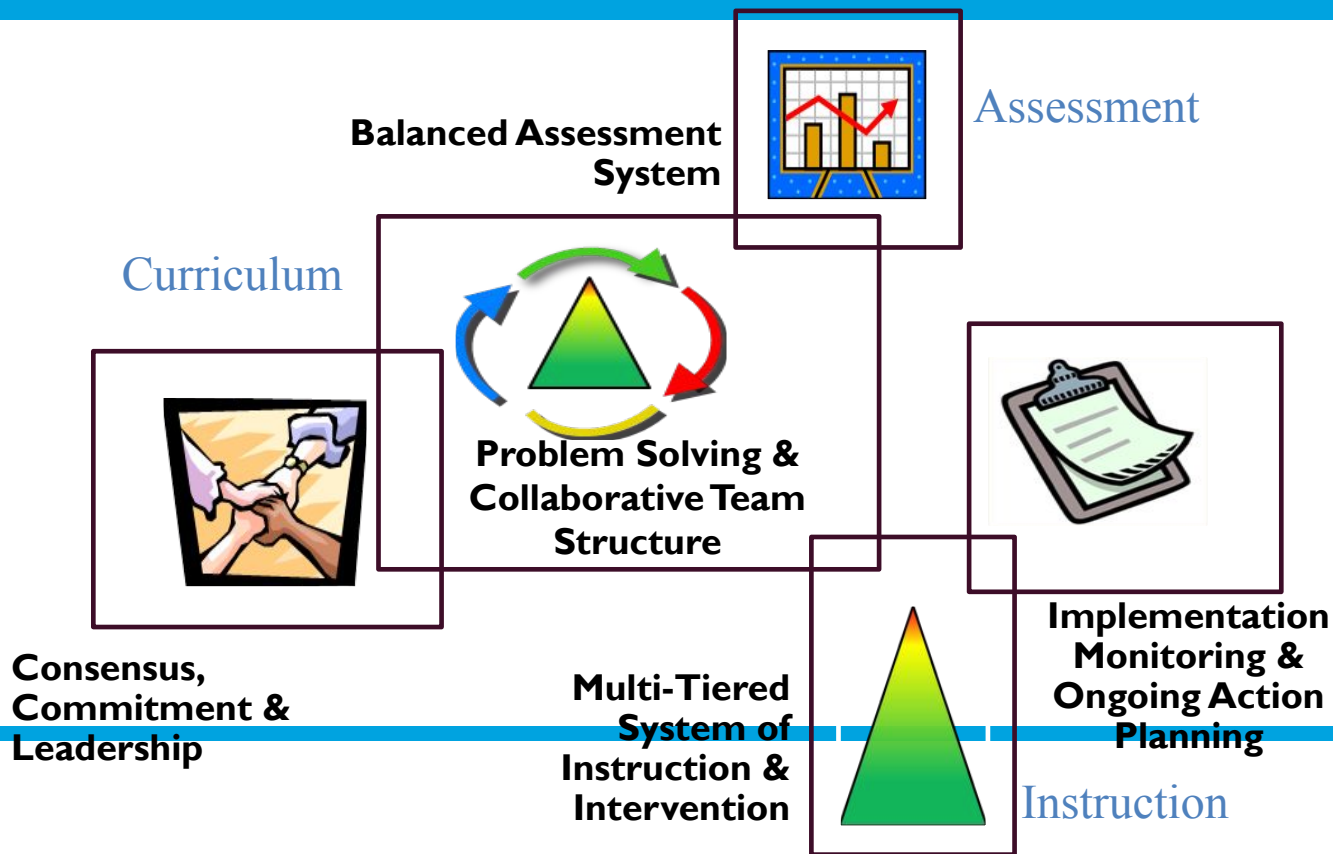 Assessment
Balanced Assessment
System
Curriculum
Problem Solving &
Collaborative Team
Structure
Consensus,
Commitment &
Leadership
Multi-Tiered
System of
Instruction &
Intervention
Implementation
Monitoring &
Ongoing Action
Planning
Instruction